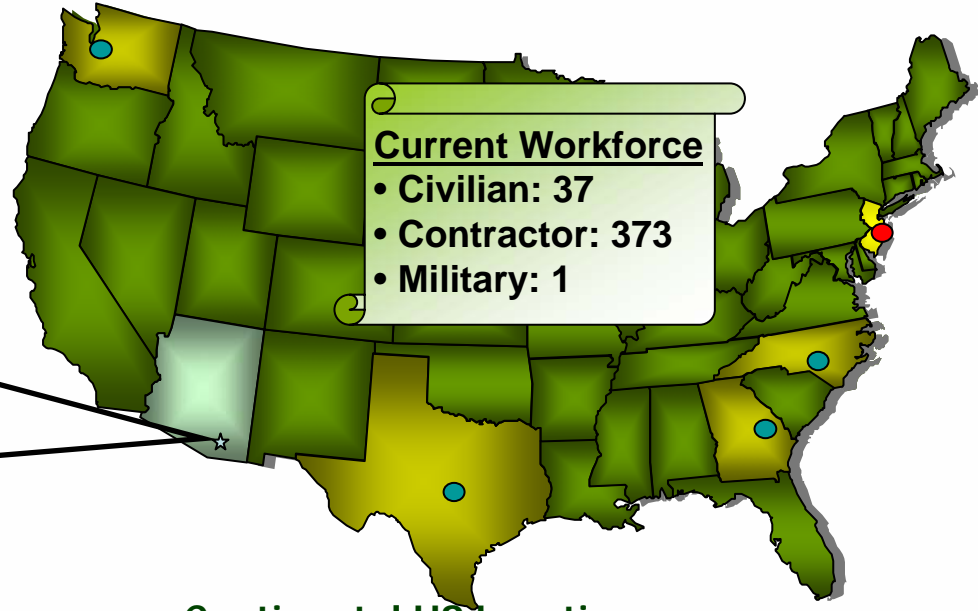 Current Workforce
• Civilian: 37
• Contractor: 373
• Military: 1